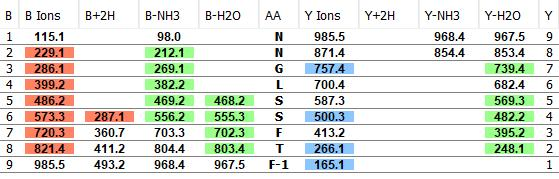 B B Ions B+2H B-NH3 B-H2O AA Y Ions Y+2H Y-NH3 Y-H2O Y
1 115.1 98.0 N 985.5 968.4 967.5 9
2 229.1 212.1 N 871.4 854.4 853.4 8
3 286.1 269.1 G 757.4 739.4 7
4 399.2 382.2 L 700.4 682.4 6
5 486.2 469.2 468.2 S 587.3 569.3 5
6 573.3 287.1 556.2 555.3 S 500.3 482.2 4
7 720.3 360.7 703.3 702.3 F 413.2 395.2 3
8 821.4 411.2 804.4 803.4 T 266.1 248.1 2
9 985.5 493.2 968.4 967.5 F-1 165.1 1